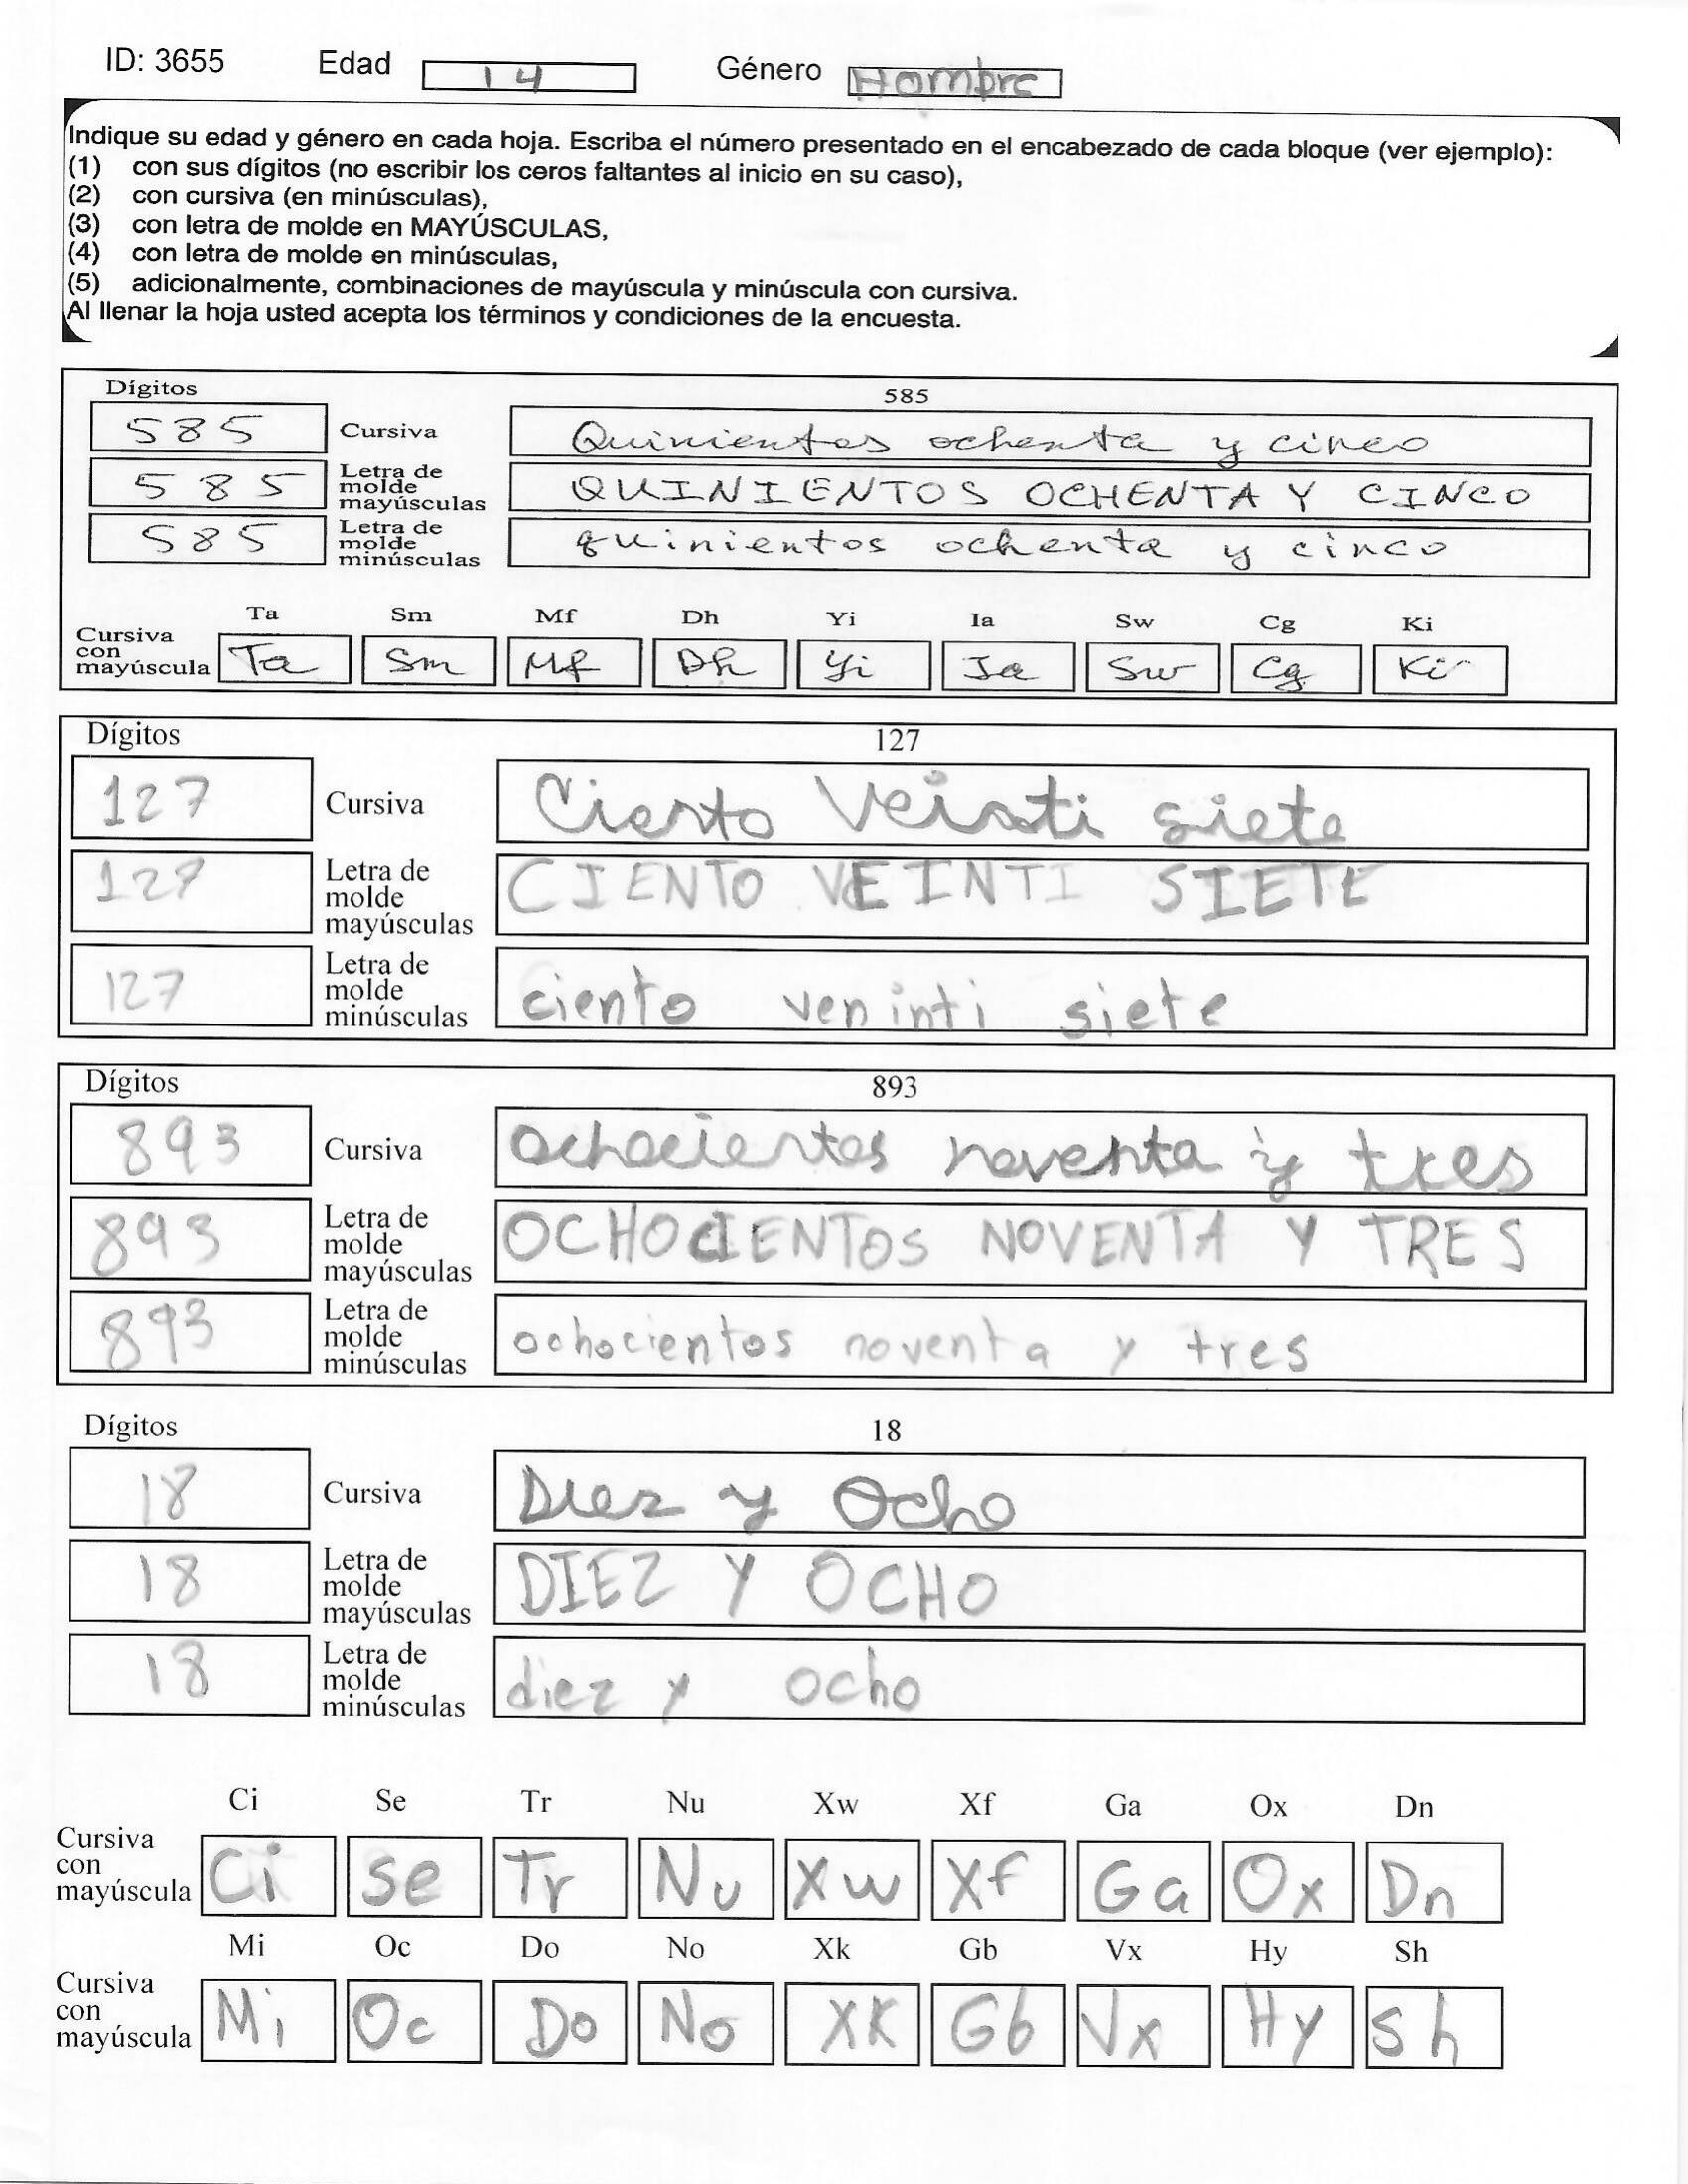 ID: 3655 Edad 14 Género Hombre
Indique su edad y género en cada hoja. Escriba el número presentado en el encabezado de cada bloque (ver ejemplo):
(1) con sus dígitos (no escribir los ceros faltantes al inicio en su caso),
(2) con cursiva (en minúsculas),
(3) con letra de molde en MAYÚSCULAS,
(4) con letra de molde en minúsculas,
(5) adicionalmente, combinaciones de mayúscula y minúscula con cursiva.
Al llenar la hoja usted acepta los términos y condiciones de la encuesta.
Dígitos 585
585 Cursiva Quinientos ochenta y cinco
585 Letra de molde mayúsculas QUINIENTOS OCHENTA Y CINCO
585 Letra de molde minúsculas quinientos ochenta y cinco
Ta Sm Mf Dh Yi Ia Sw Cg Ki
Cursiva con mayúscula Ta Sm Mf Dh Yi Ia Sw Cg Ki
Dígitos 127
127 Cursiva Ciento Veinti siete
127 Letra de molde mayúsculas CIENTO VEINTI SIETE
127 Letra de molde minúsculas ciento veninti siete
Dígitos 893
893 Cursiva ochocientos noventa y tres
893 Letra de molde mayúsculas OCHOCIENTOS NOVENTA Y TRES
893 Letra de molde minúsculas ochocientos noventa y tres
Dígitos 18
18 Cursiva Diez y Ocho
18 Letra de molde mayúsculas DIEZ Y OCHO
18 Letra de molde minúsculas diez y ocho
Ci Se Tr Nu Xw Xf Ga Ox Dn
Cursiva con mayúscula Ci Se Tr Nu Xw Xf Ga Ox Dn
Mi Oc Do No Xk Gb Vx Hy Sh
Cursiva con mayúscula Mi Oc Do No XK Gb Vx Hy Sh